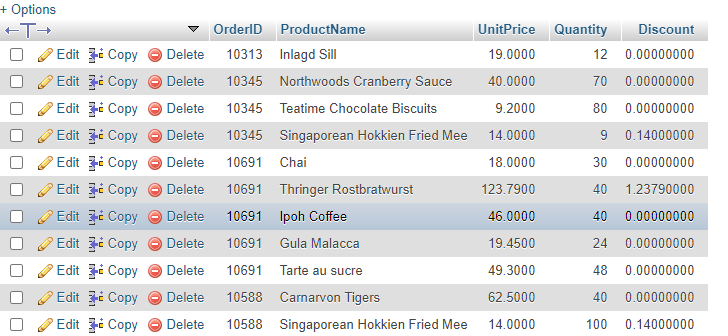 + Options
OrderID ProductName UnitPrice Quantity Discount
Edit Copy Delete 10313 Inlagd Sill 19.0000 12 0.00000000
Edit Copy Delete 10345 Northwoods Cranberry Sauce 40.0000 70 0.00000000
Edit Copy Delete 10345 Teatime Chocolate Biscuits 9.2000 80 0.00000000
Edit Copy Delete 10345 Singaporean Hokkien Fried Mee 14.0000 9 0.14000000
Edit Copy Delete 10691 Chai 18.0000 30 0.00000000
Edit Copy Delete 10691 Thringer Rostbratwurst 123.7900 40 1.23790000
Edit Copy Delete 10691 Ipoh Coffee 46.0000 40 0.00000000
Edit Copy Delete 10691 Gula Malacca 19.4500 24 0.00000000
Edit Copy Delete 10691 Tarte au sucre 49.3000 48 0.00000000
Edit Copy Delete 10588 Carnarvon Tigers 62.5000 40 0.00000000
Edit Copy Delete 10588 Singaporean Hokkien Fried Mee 14.0000 100 0.14000000